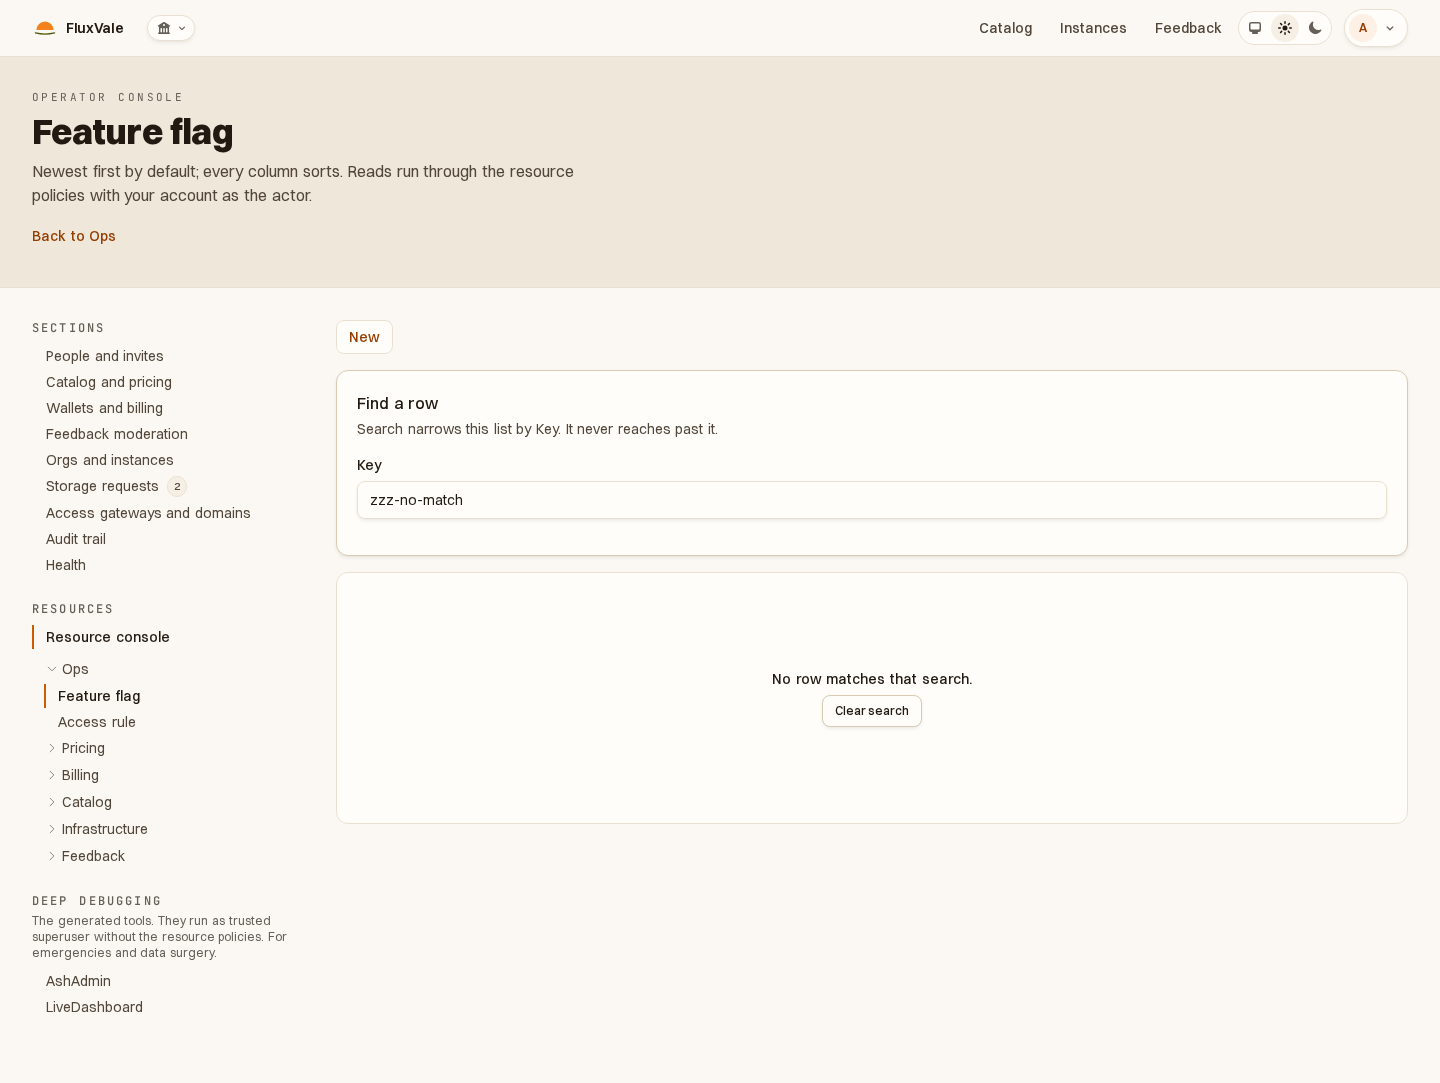 FluxVale
Catalog
Instances
Feedback
A
OPERATOR CONSOLE
Feature flag
Newest first by default; every column sorts. Reads run through the resource
policies with your account as the actor.
Back to Ops
SECTIONS
People and invites
Catalog and pricing
Wallets and billing
Feedback moderation
Orgs and instances
Storage requests 2
Access gateways and domains
Audit trail
Health
RESOURCES
Resource console
Ops
Feature flag
Access rule
Pricing
Billing
Catalog
Infrastructure
Feedback
DEEP DEBUGGING
The generated tools. They run as trusted
superuser without the resource policies. For
emergencies and data surgery.
AshAdmin
LiveDashboard
New
Find a row
Search narrows this list by Key. It never reaches past it.
Key
zzz-no-match
No row matches that search.
Clear search